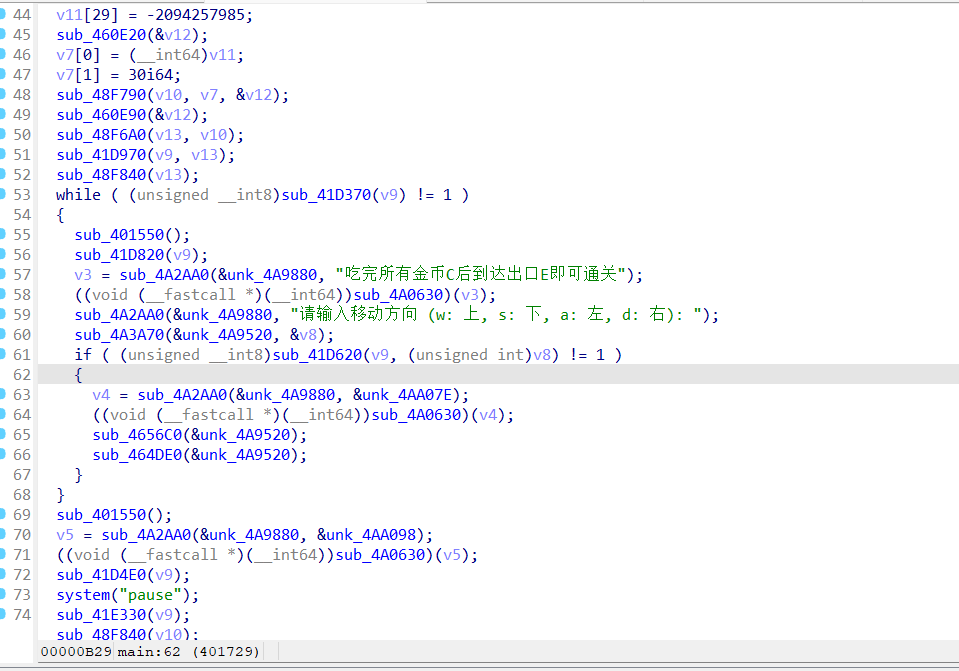 44 v11[29] = -2094257985;
45 sub_460E20(&v12);
46 v7[0] = (__int64)v11;
47 v7[1] = 30i64;
48 sub_48F790(v10, v7, &v12);
49 sub_460E90(&v12);
50 sub_48F6A0(v13, v10);
51 sub_41D970(v9, v13);
52 sub_48F840(v13);
53 while ( (unsigned __int8)sub_41D370(v9) != 1 )
54 {
55 sub_401550();
56 sub_41D820(v9);
57 v3 = sub_4A2AA0(&unk_4A9880, "吃完所有金币C后到达出口E即可通关");
58 ((void (__fastcall *)(__int64))sub_4A0630)(v3);
59 sub_4A2AA0(&unk_4A9880, "请输入移动方向 (w: 上, s: 下, a: 左, d: 右): ");
60 sub_4A3A70(&unk_4A9520, &v8);
61 if ( (unsigned __int8)sub_41D620(v9, (unsigned int)v8) != 1 )
62 {
63 v4 = sub_4A2AA0(&unk_4A9880, &unk_4AA07E);
64 ((void (__fastcall *)(__int64))sub_4A0630)(v4);
65 sub_4656C0(&unk_4A9520);
66 sub_464DE0(&unk_4A9520);
67 }
68 }
69 sub_401550();
70 v5 = sub_4A2AA0(&unk_4A9880, &unk_4AA098);
71 ((void (__fastcall *)(__int64))sub_4A0630)(v5);
72 sub_41D4E0(v9);
73 system("pause");
74 sub_41E330(v9);
sub_48F840(v10);
00000B29 main:62 (401729)